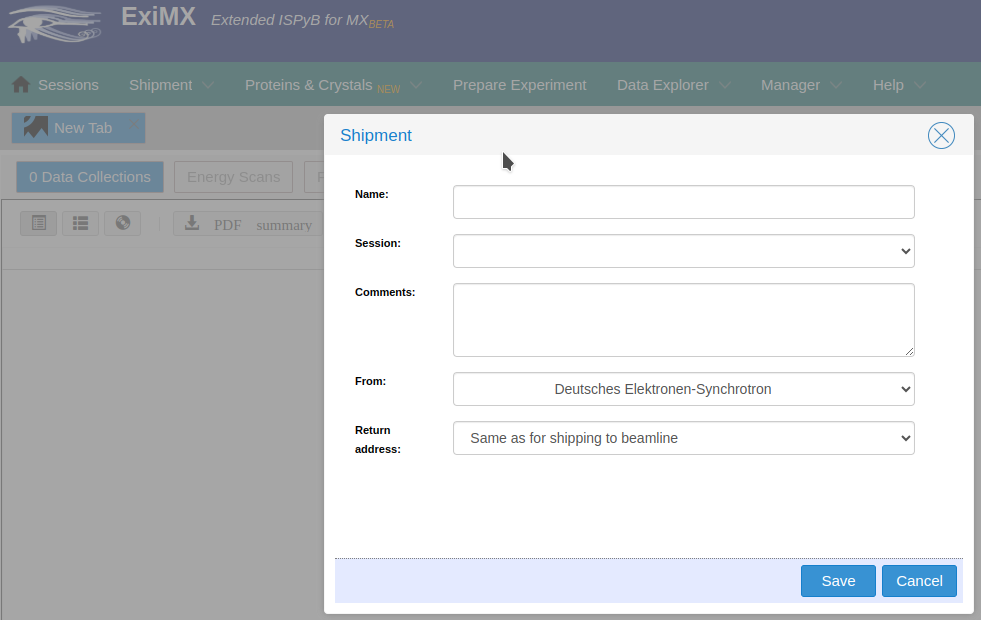 ExiMX Extended ISPyB for MX BETA
Sessions Shipment Proteins & Crystals NEW Prepare Experiment Data Explorer Manager Help
New Tab
Shipment
0 Data Collections Energy Scans
Name:
PDF summary
Session:
Comments:
From: Deutsches Elektronen-Synchrotron
Return
address:
Same as for shipping to beamline
Save Cancel